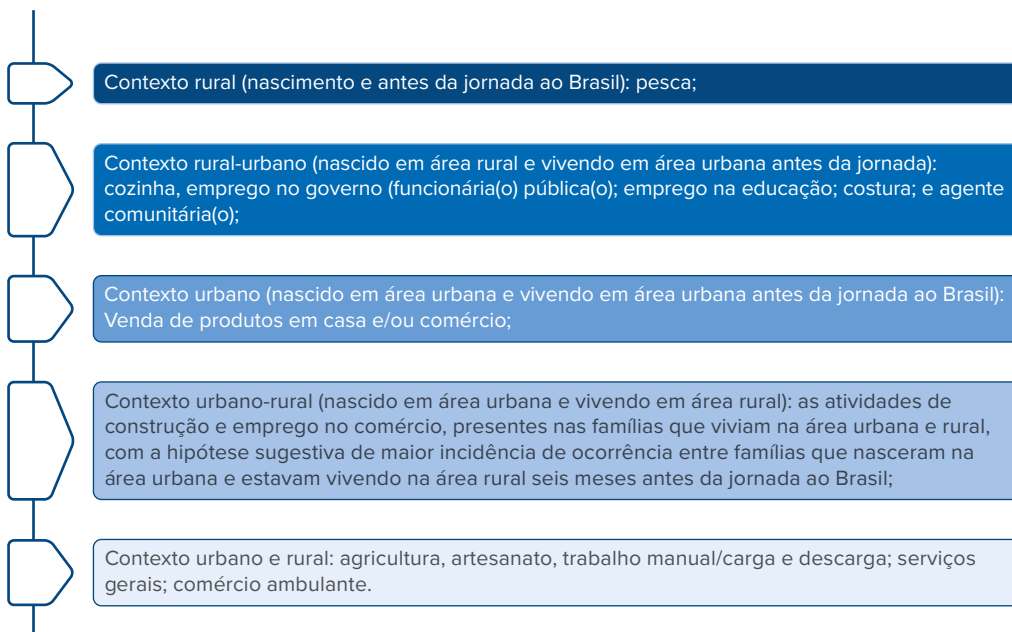 Contexto rural (nascimento e antes da jornada ao Brasil): pesca;
Contexto rural-urbano (nascido em área rural e vivendo em área urbana antes da jornada):
cozinha, emprego no governo (funcionária(o) pública(o); emprego na educação; costura; e agente
comunitária(o);
Contexto urbano (nascido em área urbana e vivendo em área urbana antes da jornada ao Brasil):
Venda de produtos em casa e/ou comércio;
Contexto urbano-rural (nascido em área urbana e vivendo em área rural): as atividades de
construção e emprego no comércio, presentes nas famílias que viviam na área urbana e rural,
com a hipótese sugestiva de maior incidência de ocorrência entre famílias que nasceram na
área urbana e estavam vivendo na área rural seis meses antes da jornada ao Brasil;
Contexto urbano e rural: agricultura, artesanato, trabalho manual/carga e descarga; serviços
gerais; comércio ambulante.